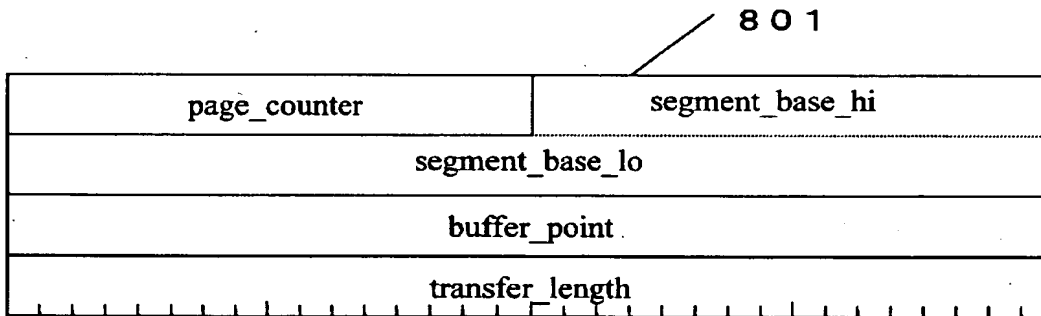 ８０１
page_counter segment_base_hi
segment_base_lo
buffer_point
transfer_length